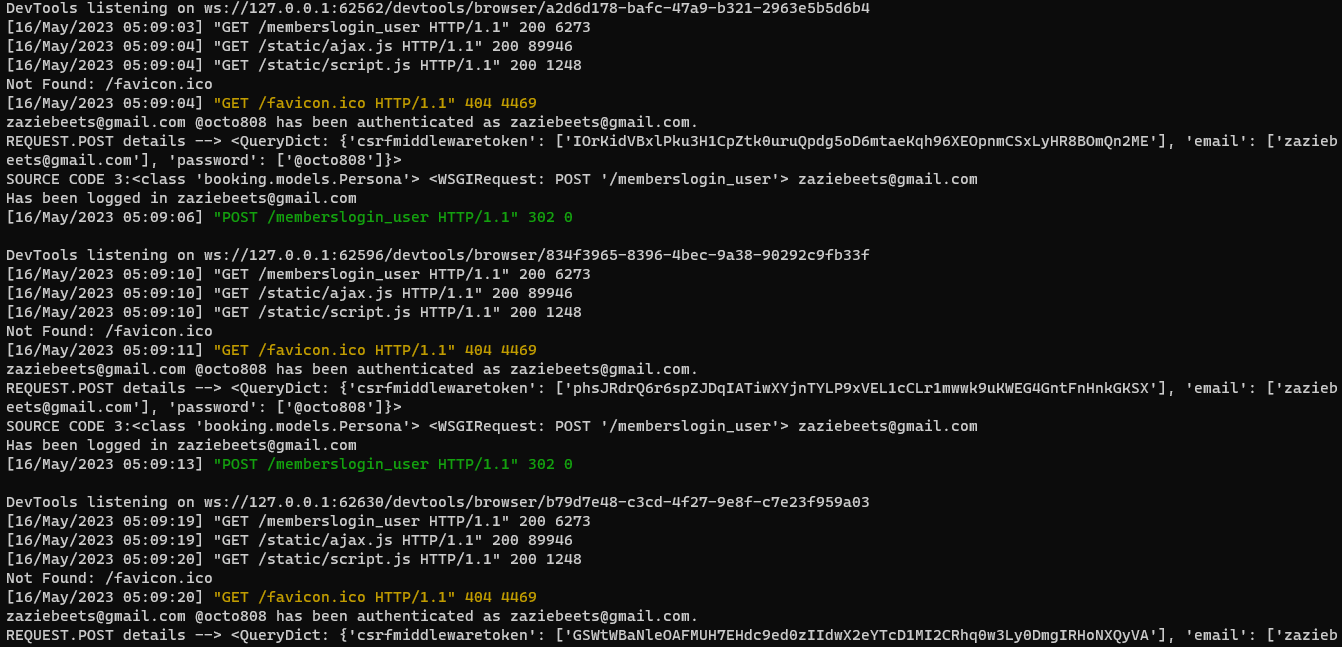 DevTools listening on ws://127.0.0.1:62562/devtools/browser/a2d6d178-bafc-47a9-b321-2963e5b5d6b4
[16/May/2023 05:09:03] "GET /memberslogin_user HTTP/1.1" 200 6273
[16/May/2023 05:09:04] "GET /static/ajax.js HTTP/1.1" 200 89946
[16/May/2023 05:09:04] "GET /static/script.js HTTP/1.1" 200 1248
Not Found: /favicon.ico
[16/May/2023 05:09:04] "GET /favicon.ico HTTP/1.1" 404 4469
zaziebeets@gmail.com @octo808 has been authenticated as zaziebeets@gmail.com.
REQUEST.POST details --> <QueryDict: {'csrfmiddlewaretoken': ['IOrKidVBxlPku3H1CpZtk0uruQpdg5oD6mtaeKqh96XEOpnmCSxLyHR8BOmQn2ME'], 'email': ['zazieb
eets@gmail.com'], 'password': ['@octo808']}>
SOURCE CODE 3:<class 'booking.models.Persona'> <WSGIRequest: POST '/memberslogin_user'> zaziebeets@gmail.com
Has been logged in zaziebeets@gmail.com
[16/May/2023 05:09:06] "POST /memberslogin_user HTTP/1.1" 302 0
DevTools listening on ws://127.0.0.1:62596/devtools/browser/834f3965-8396-4bec-9a38-90292c9fb33f
[16/May/2023 05:09:10] "GET /memberslogin_user HTTP/1.1" 200 6273
[16/May/2023 05:09:10] "GET /static/ajax.js HTTP/1.1" 200 89946
[16/May/2023 05:09:10] "GET /static/script.js HTTP/1.1" 200 1248
Not Found: /favicon.ico
[16/May/2023 05:09:11] "GET /favicon.ico HTTP/1.1" 404 4469
zaziebeets@gmail.com @octo808 has been authenticated as zaziebeets@gmail.com.
REQUEST.POST details --> <QueryDict: {'csrfmiddlewaretoken': ['phsJRdrQ6r6spZJDqIATiwXYjnTYLP9xVEL1cCLr1mwwk9uKWEG4GntFnHnkGKSX'], 'email': ['zazieb
eets@gmail.com'], 'password': ['@octo808']}>
SOURCE CODE 3:<class 'booking.models.Persona'> <WSGIRequest: POST '/memberslogin_user'> zaziebeets@gmail.com
Has been logged in zaziebeets@gmail.com
[16/May/2023 05:09:13] "POST /memberslogin_user HTTP/1.1" 302 0
DevTools listening on ws://127.0.0.1:62630/devtools/browser/b79d7e48-c3cd-4f27-9e8f-c7e23f959a03
[16/May/2023 05:09:19] "GET /memberslogin_user HTTP/1.1" 200 6273
[16/May/2023 05:09:19] "GET /static/ajax.js HTTP/1.1" 200 89946
[16/May/2023 05:09:20] "GET /static/script.js HTTP/1.1" 200 1248
Not Found: /favicon.ico
[16/May/2023 05:09:20] "GET /favicon.ico HTTP/1.1" 404 4469
zaziebeets@gmail.com @octo808 has been authenticated as zaziebeets@gmail.com.
REQUEST.POST details --> <QueryDict: {'csrfmiddlewaretoken': ['GSWtWBaNleOAFMUH7EHdc9ed0zIIdwX2eYTcD1MI2CRhq0w3Ly0DmgIRHoNXQyVA'], 'email': ['zazieb